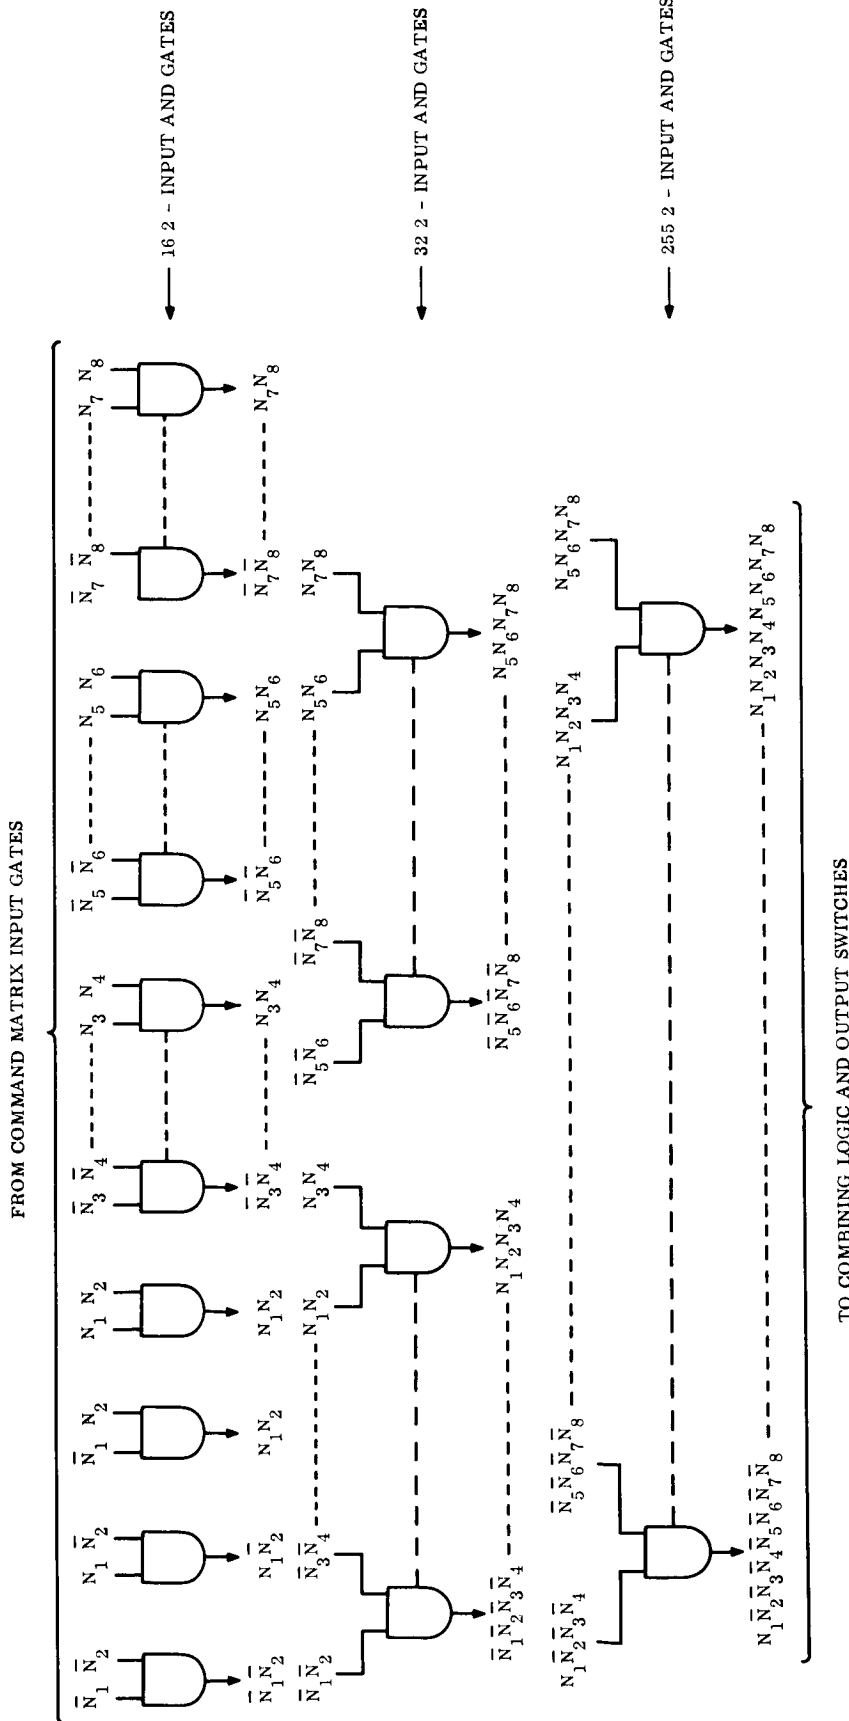 FROM COMMAND MATRIX INPUT GATES
N̄₁ N̄₂ N₁ N̄₂ N̄₁ N₂ N₁ N₂ N̄₃ N̄₄ N₃ N₄ N̄₅ N̄₆ N₅ N₆ N̄₇ N̄₈ N₇ N₈
16 2 - INPUT AND GATES
N̄₁N̄₂ N₁N̄₂ N₁N₂ N₁N₂ N̄₃N̄₄ N₃N₄ N̄₅N̄₆ N₅N₆ N̄₇N̄₈ N₇N₈
N̄₁N̄₂ N̄₃N̄₄ N₁N₂ N₃N₄ N̄₅N̄₆ N̄₇N̄₈ N₅N₆ N₇N₈
32 2 - INPUT AND GATES
N̄₁N̄₂N̄₃N̄₄ N₁N₂N₃N₄ N̄₅N̄₆N̄₇N̄₈ N₅N₆N₇N₈
N₁N̄₂N̄₃N̄₄ N̄₅N̄₆N̄₇N̄₈ N₁N₂N₃N₄ N₅N₆N₇N₈
255 2 - INPUT AND GATES
N₁N̄₂N̄₃N̄₄N̄₅N̄₆N̄₇N̄₈ N₁N₂N₃N₄N₅N₆N₇N₈
TO COMBINING LOGIC AND OUTPUT SWITCHES